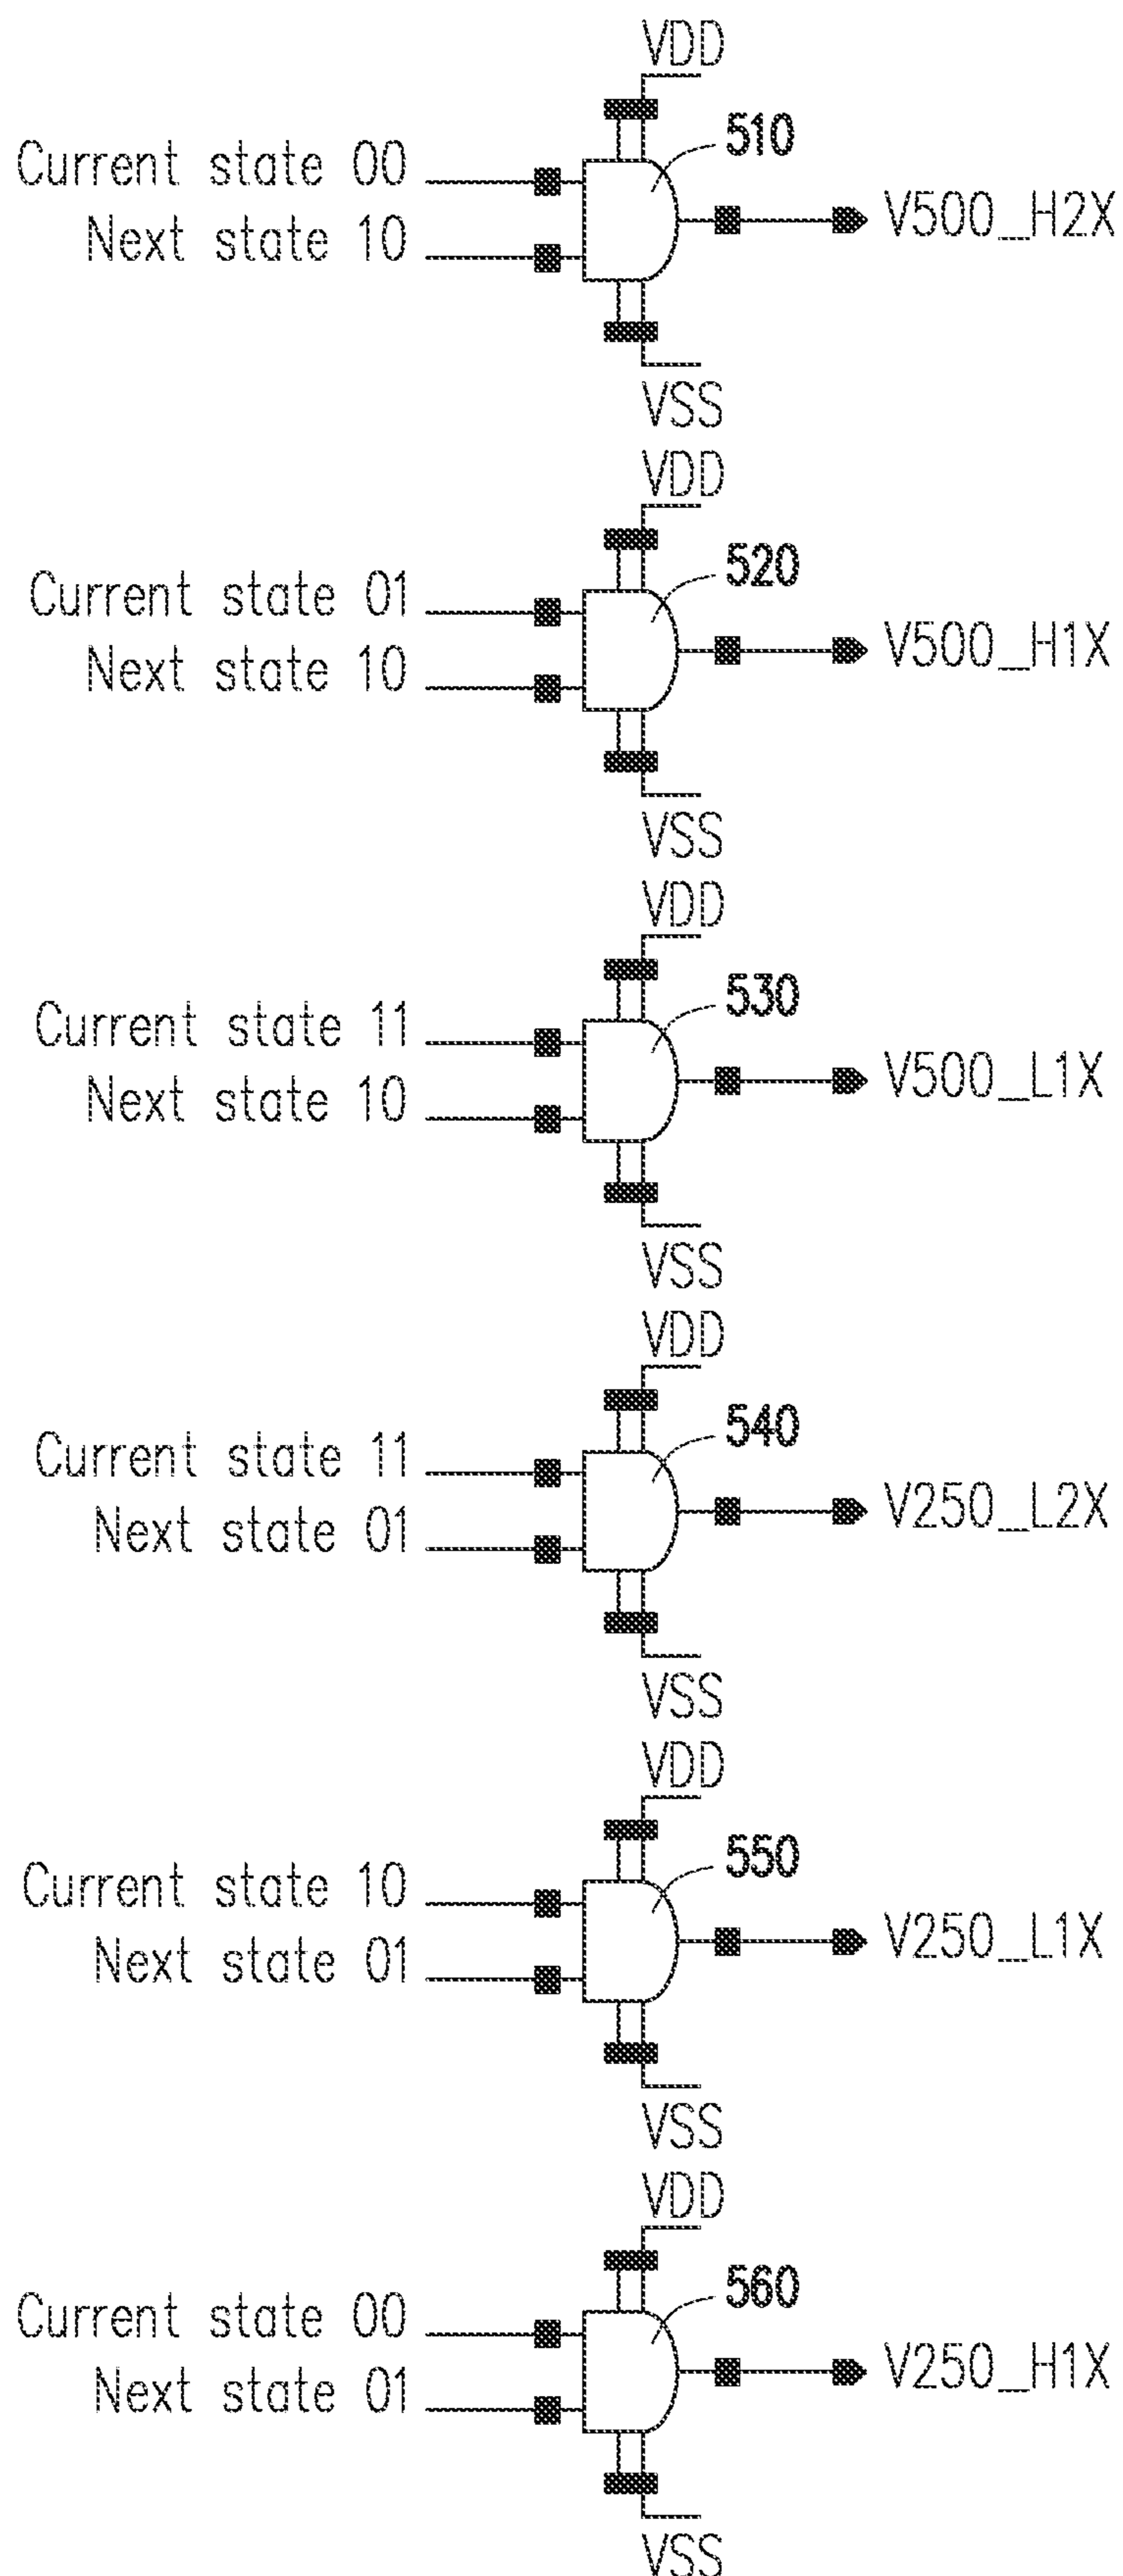 VDD
510
Current state 00
Next state 10
V500_H2X
VSS
VDD
520
Current state 01
Next state 10
V500_H1X
VSS
VDD
530
Current state 11
Next state 10
V500_L1X
VSS
VDD
540
Current state 11
Next state 01
V250_L2X
VSS
VDD
550
Current state 10
Next state 01
V250_L1X
VSS
VDD
560
Current state 00
Next state 01
V250_H1X
VSS